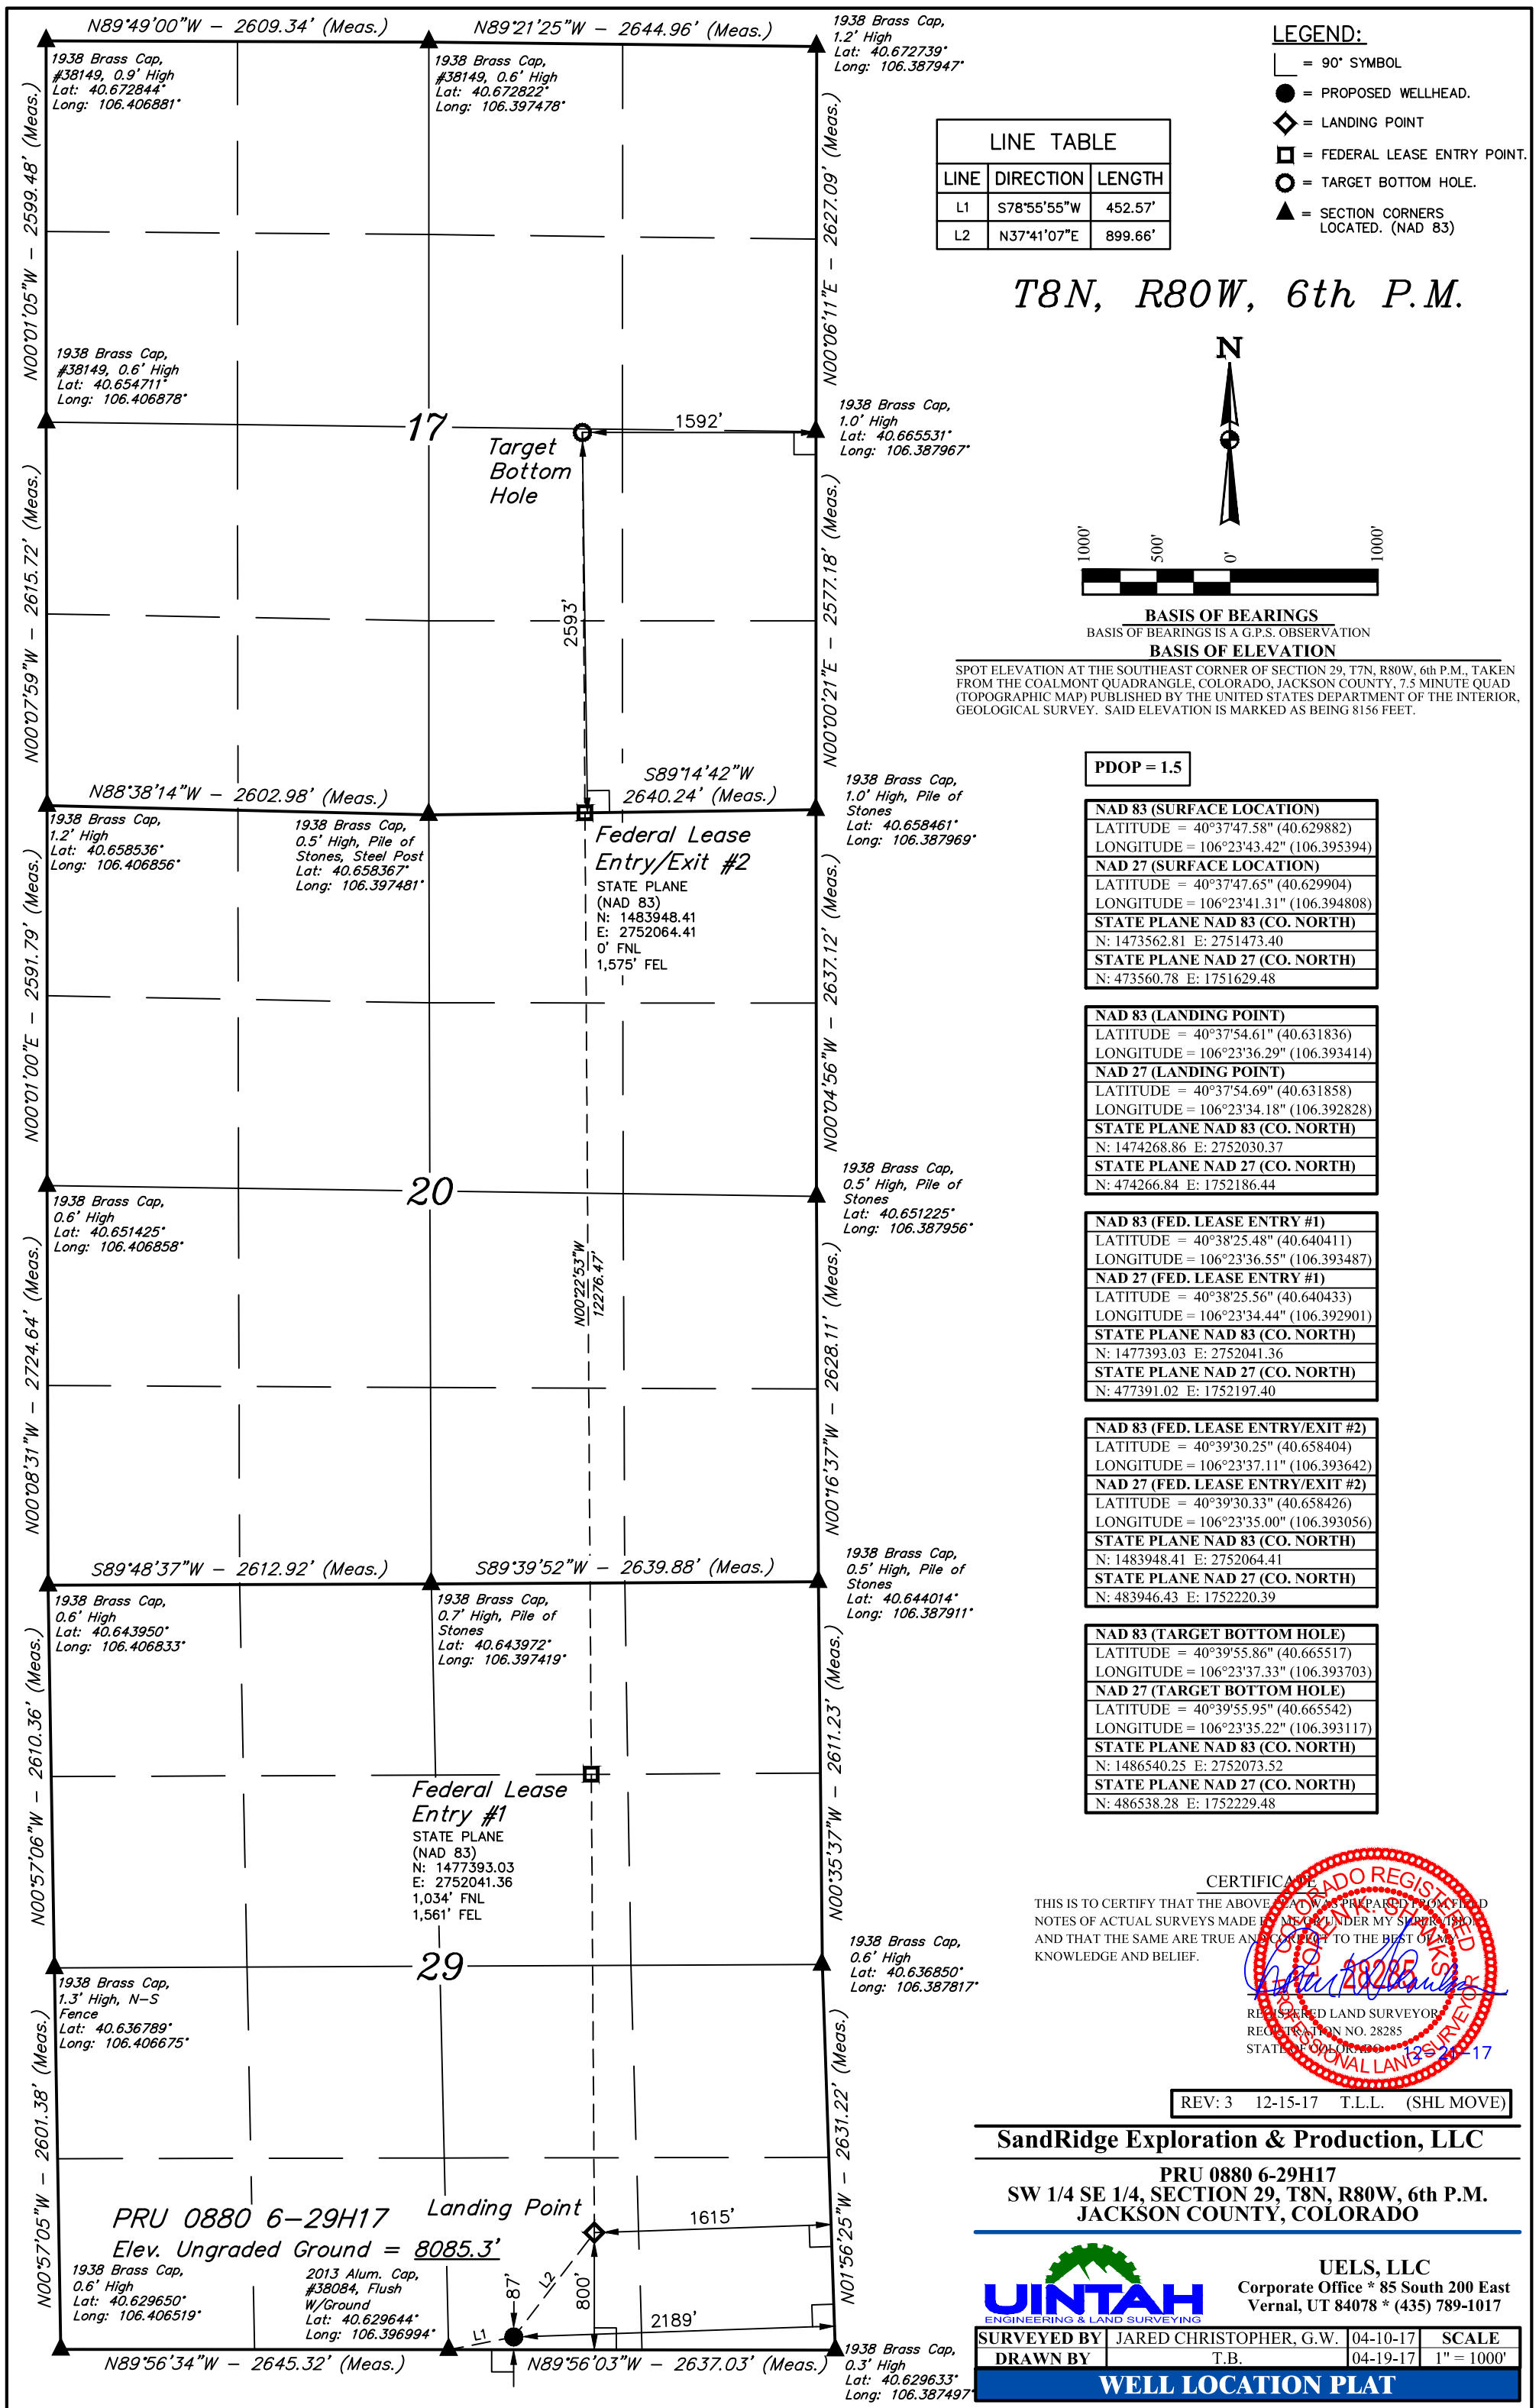 N89°49'00"W - 2609.34' (Meas.)
N89°21'25"W - 2644.96' (Meas.)
1938 Brass Cap,
#38149, 0.9' High
Lat: 40.672844°
Long: 106.406881°
1938 Brass Cap,
#38149, 0.6' High
Lat: 40.672822°
Long: 106.397478°
1938 Brass Cap,
1.2' High
Lat: 40.672739°
Long: 106.387947°
N00°01'05"W - 2599.48' (Meas.)
N00°06'11"E - 2627.09' (Meas.)
1938 Brass Cap,
#38149, 0.6' High
Lat: 40.654711°
Long: 106.406878°
17
Target
Bottom
Hole
1592'
1938 Brass Cap,
1.0' High
Lat: 40.665531°
Long: 106.387967°
N00°07'59"W - 2615.72' (Meas.)
2593'
N00°00'21"E - 2577.18' (Meas.)
N88°38'14"W - 2602.98' (Meas.)
S89°14'42"W
2640.24' (Meas.)
1938 Brass Cap,
1.2' High
Lat: 40.658536°
Long: 106.406856°
1938 Brass Cap,
0.5' High, Pile of
Stones, Steel Post
Lat: 40.658367°
Long: 106.397481°
1938 Brass Cap,
1.0' High, Pile of
Stones
Lat: 40.658461°
Long: 106.387969°
Federal Lease
Entry/Exit #2
STATE PLANE
(NAD 83)
N: 1483948.41
E: 2752064.41
0' FNL
1,575' FEL
N00°01'00"E - 2591.79' (Meas.)
N00°04'56"W - 2637.12' (Meas.)
20
1938 Brass Cap,
0.6' High
Lat: 40.651425°
Long: 106.406858°
1938 Brass Cap,
0.5' High, Pile of
Stones
Lat: 40.651225°
Long: 106.387956°
N00°22'53"W
12276.47'
N00°08'31"W - 2724.64' (Meas.)
N00°16'37"W - 2628.11' (Meas.)
S89°48'37"W - 2612.92' (Meas.)
S89°39'52"W - 2639.88' (Meas.)
1938 Brass Cap,
0.6' High
Lat: 40.643950°
Long: 106.406833°
1938 Brass Cap,
0.7' High, Pile of
Stones
Lat: 40.643972°
Long: 106.397419°
1938 Brass Cap,
0.5' High, Pile of
Stones
Lat: 40.644014°
Long: 106.387911°
N00°57'06"W - 2610.36' (Meas.)
N00°35'37"W - 2611.23' (Meas.)
Federal Lease
Entry #1
STATE PLANE
(NAD 83)
N: 1477393.03
E: 2752041.36
1,034' FNL
1,561' FEL
29
1938 Brass Cap,
1.3' High, N-S
Fence
Lat: 40.636789°
Long: 106.406675°
1938 Brass Cap,
0.6' High
Lat: 40.636850°
Long: 106.387817°
N00°57'05"W - 2601.38' (Meas.)
N01°56'25"W - 2631.22' (Meas.)
PRU 0880 6-29H17
Elev. Ungraded Ground = 8085.3'
Landing Point
1615'
800'
87'
L2
L1
2189'
1938 Brass Cap,
0.6' High
Lat: 40.629650°
Long: 106.406519°
2013 Alum. Cap,
#38084, Flush
W/Ground
Lat: 40.629644°
Long: 106.396994°
1938 Brass Cap,
0.3' High
Lat: 40.629633°
Long: 106.387497°
N89°56'34"W - 2645.32' (Meas.)
N89°56'03"W - 2637.03' (Meas.)
LEGEND:
= 90° SYMBOL
= PROPOSED WELLHEAD.
= LANDING POINT
= FEDERAL LEASE ENTRY POINT.
= TARGET BOTTOM HOLE.
= SECTION CORNERS
LOCATED. (NAD 83)
LINE TABLE
LINE DIRECTION LENGTH
L1 S78°55'55"W 452.57'
L2 N37°41'07"E 899.66'
T8N, R80W, 6th P.M.
N
1000' 500' 0' 1000'
BASIS OF BEARINGS
BASIS OF BEARINGS IS A G.P.S. OBSERVATION
BASIS OF ELEVATION
SPOT ELEVATION AT THE SOUTHEAST CORNER OF SECTION 29, T7N, R80W, 6th P.M., TAKEN
FROM THE COALMONT QUADRANGLE, COLORADO, JACKSON COUNTY, 7.5 MINUTE QUAD
(TOPOGRAPHIC MAP) PUBLISHED BY THE UNITED STATES DEPARTMENT OF THE INTERIOR,
GEOLOGICAL SURVEY. SAID ELEVATION IS MARKED AS BEING 8156 FEET.
PDOP = 1.5
NAD 83 (SURFACE LOCATION)
LATITUDE = 40°37'47.58" (40.629882)
LONGITUDE = 106°23'43.42" (106.395394)
NAD 27 (SURFACE LOCATION)
LATITUDE = 40°37'47.65" (40.629904)
LONGITUDE = 106°23'41.31" (106.394808)
STATE PLANE NAD 83 (CO. NORTH)
N: 1473562.81 E: 2751473.40
STATE PLANE NAD 27 (CO. NORTH)
N: 473560.78 E: 1751629.48
NAD 83 (LANDING POINT)
LATITUDE = 40°37'54.61" (40.631836)
LONGITUDE = 106°23'36.29" (106.393414)
NAD 27 (LANDING POINT)
LATITUDE = 40°37'54.69" (40.631858)
LONGITUDE = 106°23'34.18" (106.392828)
STATE PLANE NAD 83 (CO. NORTH)
N: 1474268.86 E: 2752030.37
STATE PLANE NAD 27 (CO. NORTH)
N: 474266.84 E: 1752186.44
NAD 83 (FED. LEASE ENTRY #1)
LATITUDE = 40°38'25.48" (40.640411)
LONGITUDE = 106°23'36.55" (106.393487)
NAD 27 (FED. LEASE ENTRY #1)
LATITUDE = 40°38'25.56" (40.640433)
LONGITUDE = 106°23'34.44" (106.392901)
STATE PLANE NAD 83 (CO. NORTH)
N: 1477393.03 E: 2752041.36
STATE PLANE NAD 27 (CO. NORTH)
N: 477391.02 E: 1752197.40
NAD 83 (FED. LEASE ENTRY/EXIT #2)
LATITUDE = 40°39'30.25" (40.658404)
LONGITUDE = 106°23'37.11" (106.393642)
NAD 27 (FED. LEASE ENTRY/EXIT #2)
LATITUDE = 40°39'30.33" (40.658426)
LONGITUDE = 106°23'35.00" (106.393056)
STATE PLANE NAD 83 (CO. NORTH)
N: 1483948.41 E: 2752064.41
STATE PLANE NAD 27 (CO. NORTH)
N: 483946.43 E: 1752220.39
NAD 83 (TARGET BOTTOM HOLE)
LATITUDE = 40°39'55.86" (40.665517)
LONGITUDE = 106°23'37.33" (106.393703)
NAD 27 (TARGET BOTTOM HOLE)
LATITUDE = 40°39'55.95" (40.665542)
LONGITUDE = 106°23'35.22" (106.393117)
STATE PLANE NAD 83 (CO. NORTH)
N: 1486540.25 E: 2752073.52
STATE PLANE NAD 27 (CO. NORTH)
N: 486538.28 E: 1752229.48
CERTIFICATE
THIS IS TO CERTIFY THAT THE ABOVE PLAT WAS PREPARED FROM FIELD
NOTES OF ACTUAL SURVEYS MADE BY ME OR UNDER MY SUPERVISION
AND THAT THE SAME ARE TRUE AND CORRECT TO THE BEST OF MY
KNOWLEDGE AND BELIEF.
COLORADO REGISTERED
LOREN K. SHANKS
28285
PROFESSIONAL LAND SURVEYOR
REGISTERED LAND SURVEYOR
REGISTRATION NO. 28285
STATE OF COLORADO
12-21-17
REV: 3 12-15-17 T.L.L. (SHL MOVE)
SandRidge Exploration & Production, LLC
PRU 0880 6-29H17
SW 1/4 SE 1/4, SECTION 29, T8N, R80W, 6th P.M.
JACKSON COUNTY, COLORADO
UINTAH
ENGINEERING & LAND SURVEYING
UELS, LLC
Corporate Office * 85 South 200 East
Vernal, UT 84078 * (435) 789-1017
SURVEYED BY JARED CHRISTOPHER, G.W. 04-10-17 SCALE
DRAWN BY T.B. 04-19-17 1" = 1000'
WELL LOCATION PLAT